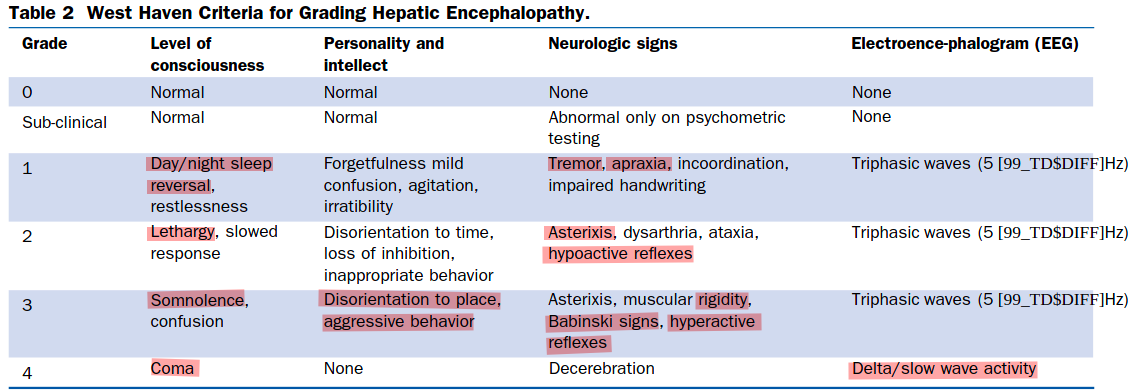 Table 2 West Haven Criteria for Grading Hepatic Encephalopathy.
Grade Level of consciousness Personality and intellect Neurologic signs Electroence-phalogram (EEG)
0 Normal Normal None None
Sub-clinical Normal Normal Abnormal only on psychometric testing None
1 Day/night sleep reversal, restlessness Forgetfulness mild confusion, agitation, irratibility Tremor, apraxia, incoordination, impaired handwriting Triphasic waves (5 [99_TD$DIFF]Hz)
2 Lethargy, slowed response Disorientation to time, loss of inhibition, inappropriate behavior Asterixis, dysarthria, ataxia, hypoactive reflexes Triphasic waves (5 [99_TD$DIFF]Hz)
3 Somnolence, confusion Disorientation to place, aggressive behavior Asterixis, muscular rigidity, Babinski signs, hyperactive reflexes Triphasic waves (5 [99_TD$DIFF]Hz)
4 Coma None Decerebration Delta/slow wave activity